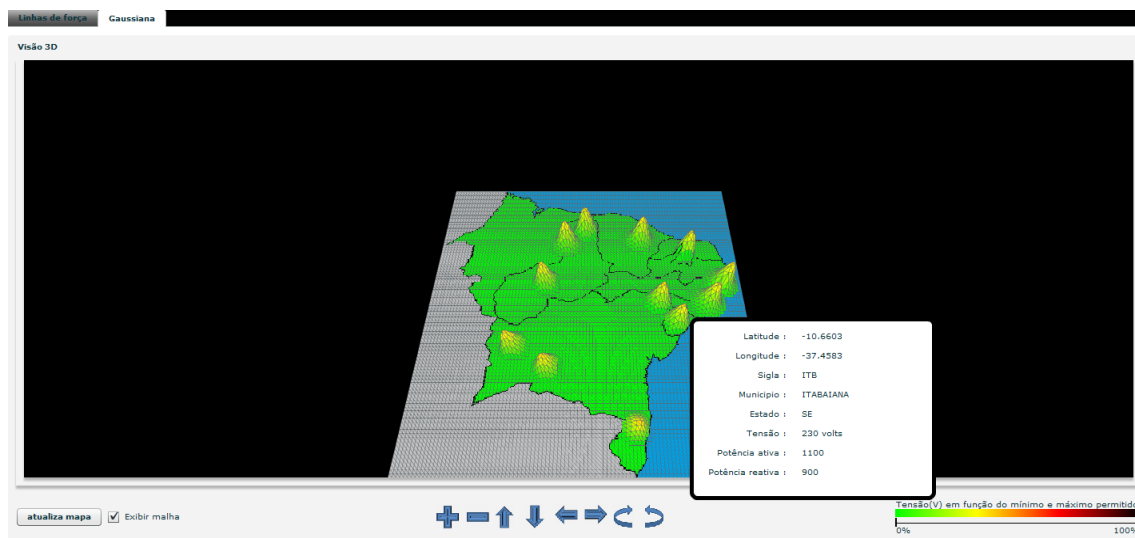 Linhas de força Gaussiana
Visão 3D
Latitude : -10.6603
Longitude : -37.4583
Sigla : ITB
Municipio : ITABAIANA
Estado : SE
Tensão : 230 volts
Potência ativa : 1100
Potência reativa : 900
atualiza mapa Exibir malha
Tensão(V) em função do mínimo e máximo permitido
0% 100%